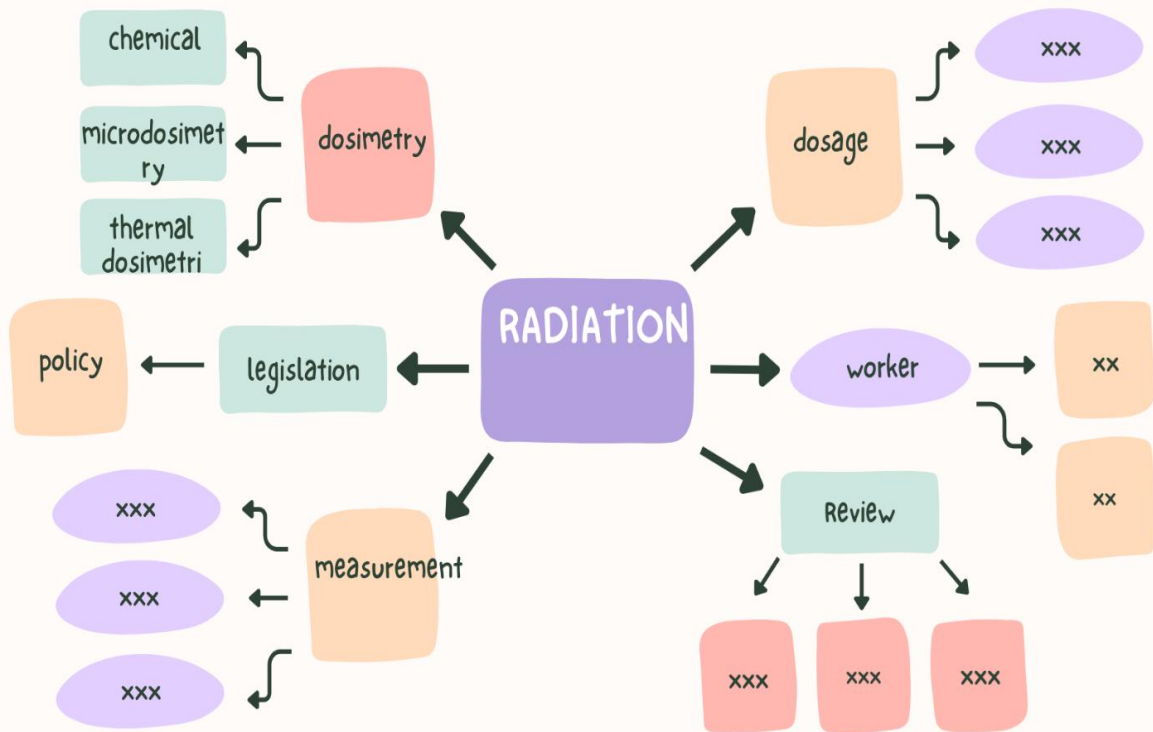 chemical
microdosimet
ry
thermal
dosimetri
dosimetry
dosage
xxx
xxx
xxx
RADIATION
policy
legislation
worker
xx
xx
measurement
xxx
xxx
xxx
Review
xxx
xxx
xxx